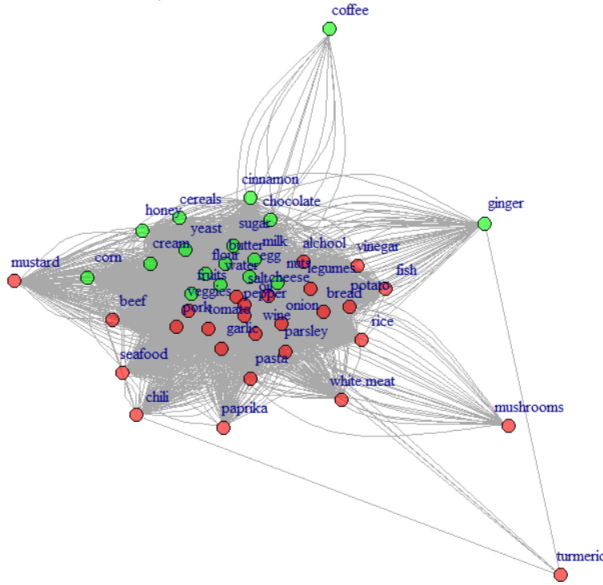 coffee
cinnamon
cereals
chocolate
ginger
honey
yeast
sugar
cream
butter
milk
alchool
vinegar
corn
flour
egg
mustard
water
nuts
legumes
fish
fruits
salt
cheese
potato
veggies
pepper
oil
bread
beef
pork
tomato
wine
onion
rice
garlic
parsley
seafood
pasta
chili
white meat
paprika
mushrooms
turmeric